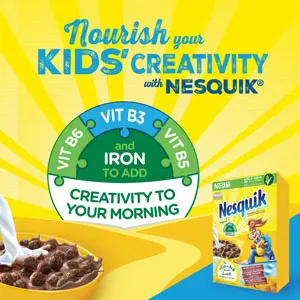 Nourish your
KIDS' CREATIVITY
with NESQUIK®
VIT B6
VIT B3
VIT B5
and
IRON
TO ADD
CREATIVITY TO
YOUR MORNING
Nestlé
Nesquik